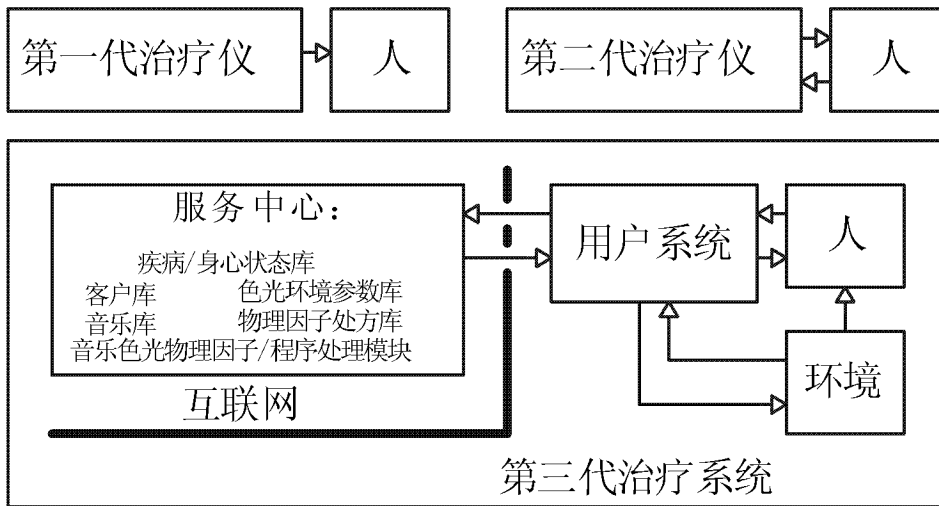 第一代治疗仪
人
第二代治疗仪
人
服务中心：
疾病/身心状态库
客户库 色光环境参数库
音乐库 物理因子处方库
音乐色光物理因子/程序处理模块
互联网
用户系统
人
环境
第三代治疗系统